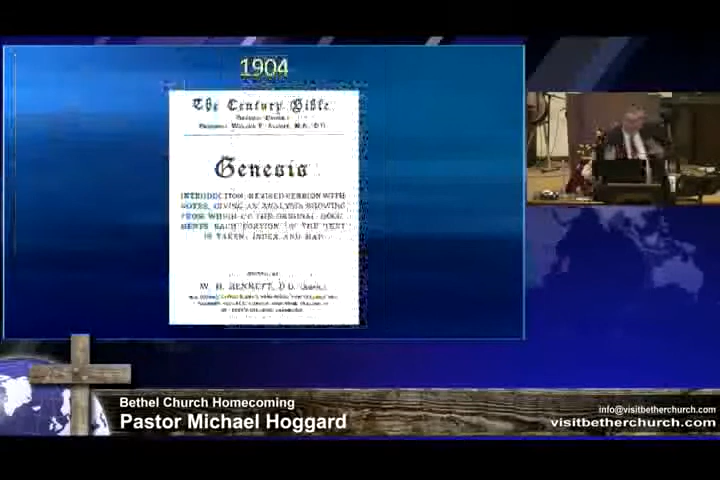 1904
The Century Bible
Genesis
INTRODUCTION; REVISED VERSION WITH
NOTES, GIVING AN ANALYSIS SHOWING
FROM WHICH OF THE ORIGINAL DOCU-
MENTS EACH PORTION OF THE TEXT
IS TAKEN; INDEX AND MAP
W. H. BENNETT, D.D.
Bethel Church Homecoming
Pastor Michael Hoggard
info@visitbetherchurch.com
visitbetherchurch.com